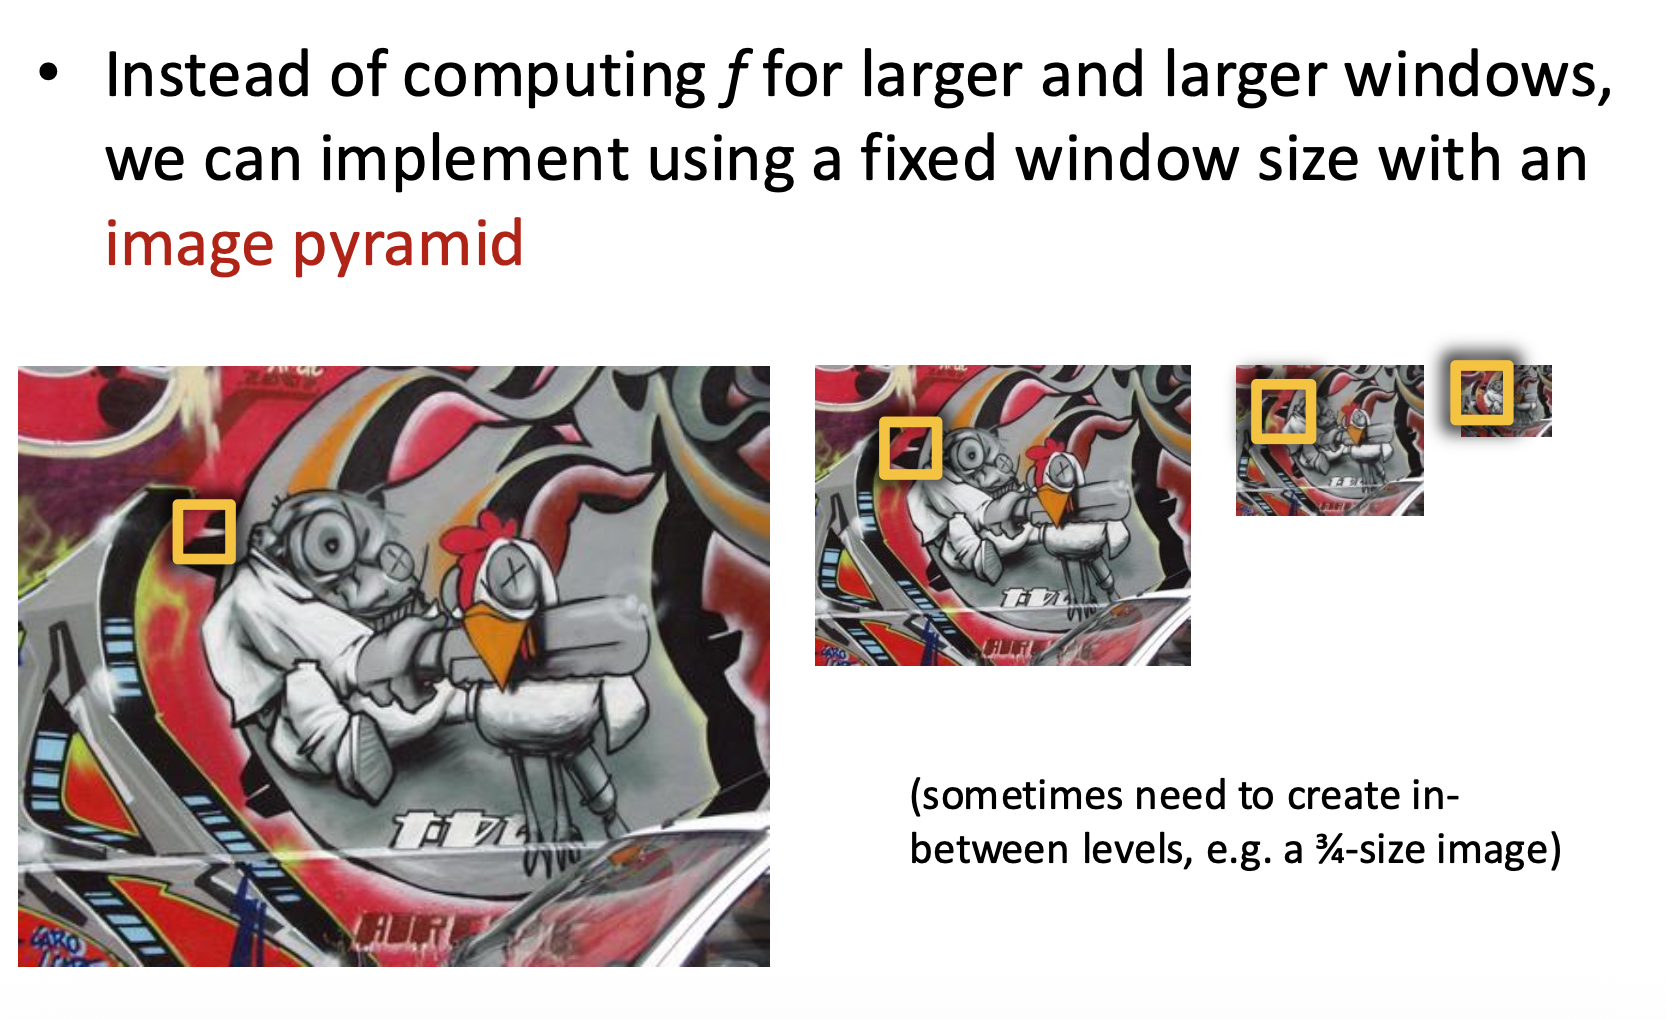 • Instead of computing f for larger and larger windows,
we can implement using a fixed window size with an
image pyramid
(sometimes need to create in-
between levels, e.g. a ¾-size image)